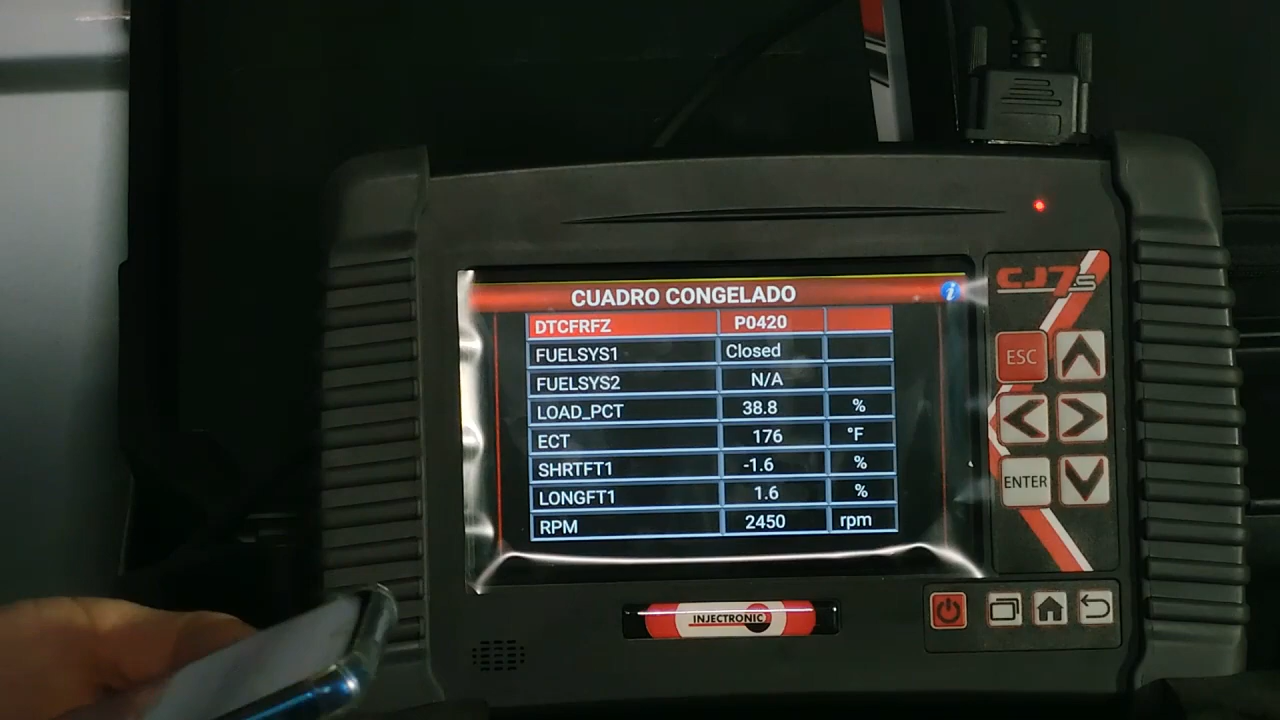 CUADRO CONGELADO
DTCFRFZ P0420
FUELSYS1 Closed
FUELSYS2 N/A
LOAD_PCT 38.8 %
ECT 176 °F
SHRTFT1 -1.6 %
LONGFT1 1.6 %
RPM 2450 rpm
CJ7s
ESC
ENTER
INJECTRONIC